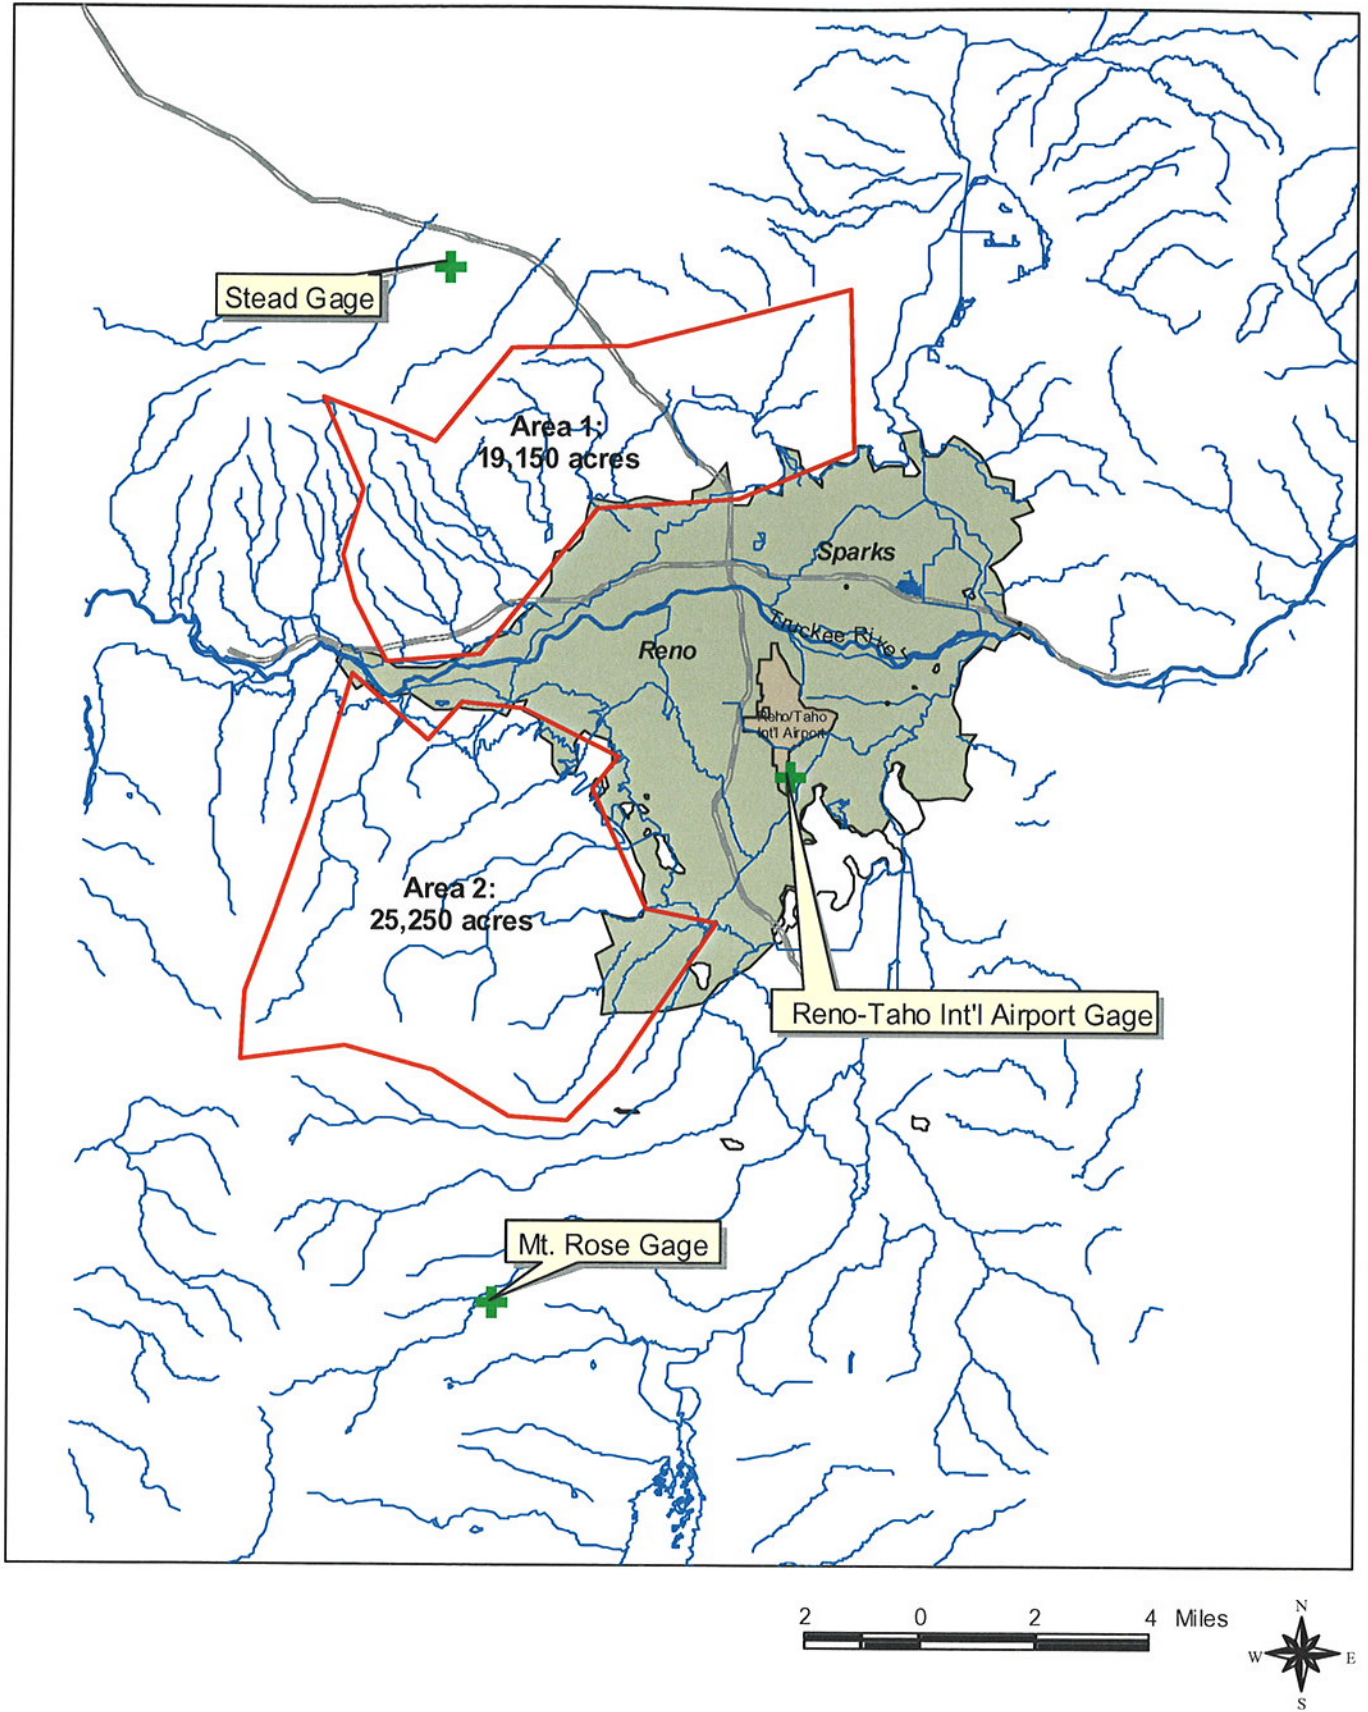 Stead Gage
Area 1:
19,150 acres
Sparks
Truckee River
Reno
Reno/Taho
Int'l Airport
Area 2:
25,250 acres
Reno-Taho Int'l Airport Gage
Mt. Rose Gage
2 0 2 4 Miles
N
W E
S